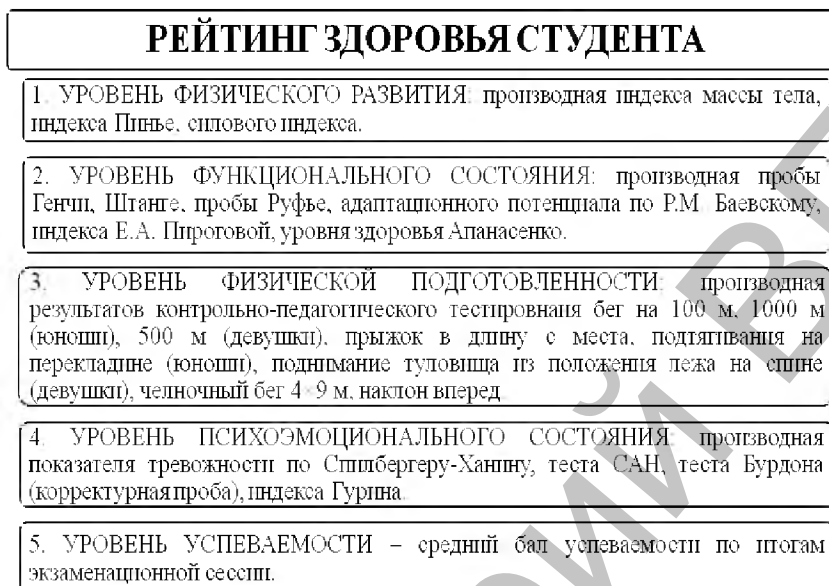 РЕЙТИНГ ЗДОРОВЬЯ СТУДЕНТА
1. УРОВЕНЬ ФИЗИЧЕСКОГО РАЗВИТИЯ: производная индекса массы тела,
индекса Пинье, силового индекса.
2. УРОВЕНЬ ФУНКЦИОНАЛЬНОГО СОСТОЯНИЯ: производная пробы
Генчи, Штанге, пробы Руфье, адаптационного потенциала по Р.М. Баевскому,
индекса Е.А. Пироговой, уровня здоровья Апанасенко.
3. УРОВЕНЬ ФИЗИЧЕСКОЙ ПОДГОТОВЛЕННОСТИ: производная
результатов контрольно-педагогического тестирования бег на 100 м, 1000 м
(юноши), 500 м (девушки), прыжок в длину с места, подтягивания на
перекладине (юноши), поднимание туловища из положения лежа на спине
(девушки), челночный бег 4×9 м, наклон вперед
4. УРОВЕНЬ ПСИХОЭМОЦИОНАЛЬНОГО СОСТОЯНИЯ: производная
показателя тревожности по Спилбергеру-Ханину, теста САН, теста Бурдона
(корректурная проба), индекса Гурина.
5. УРОВЕНЬ УСПЕВАЕМОСТИ – средний бал успеваемости по итогам
экзаменационной сессии.